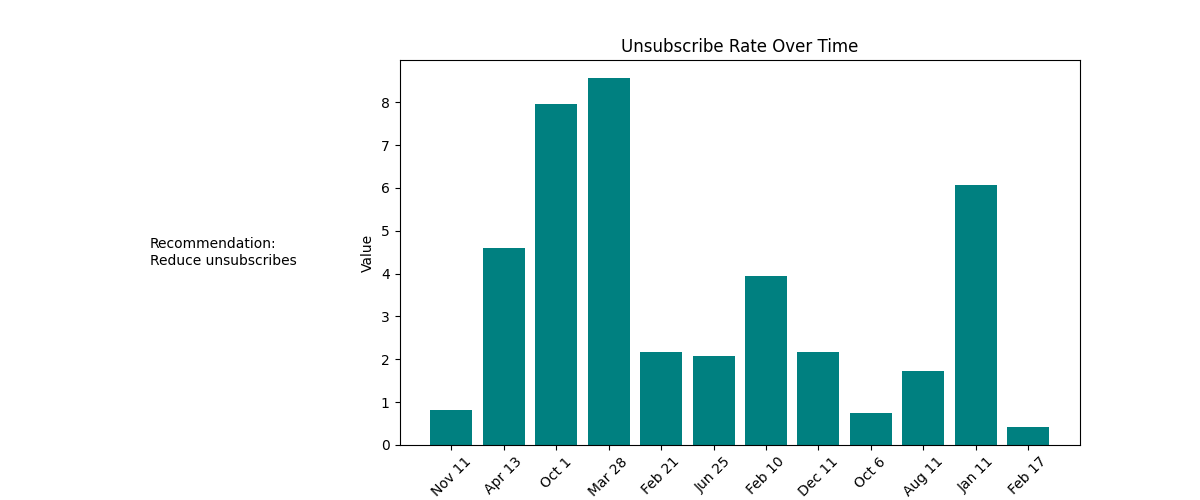 Unsubscribe Rate Over Time
Recommendation:
Reduce unsubscribes
Value
8
7
6
5
4
3
2
1
0
Nov 11
Apr 13
Oct 1
Mar 28
Feb 21
Jun 25
Feb 10
Dec 11
Oct 6
Aug 11
Jan 11
Feb 17